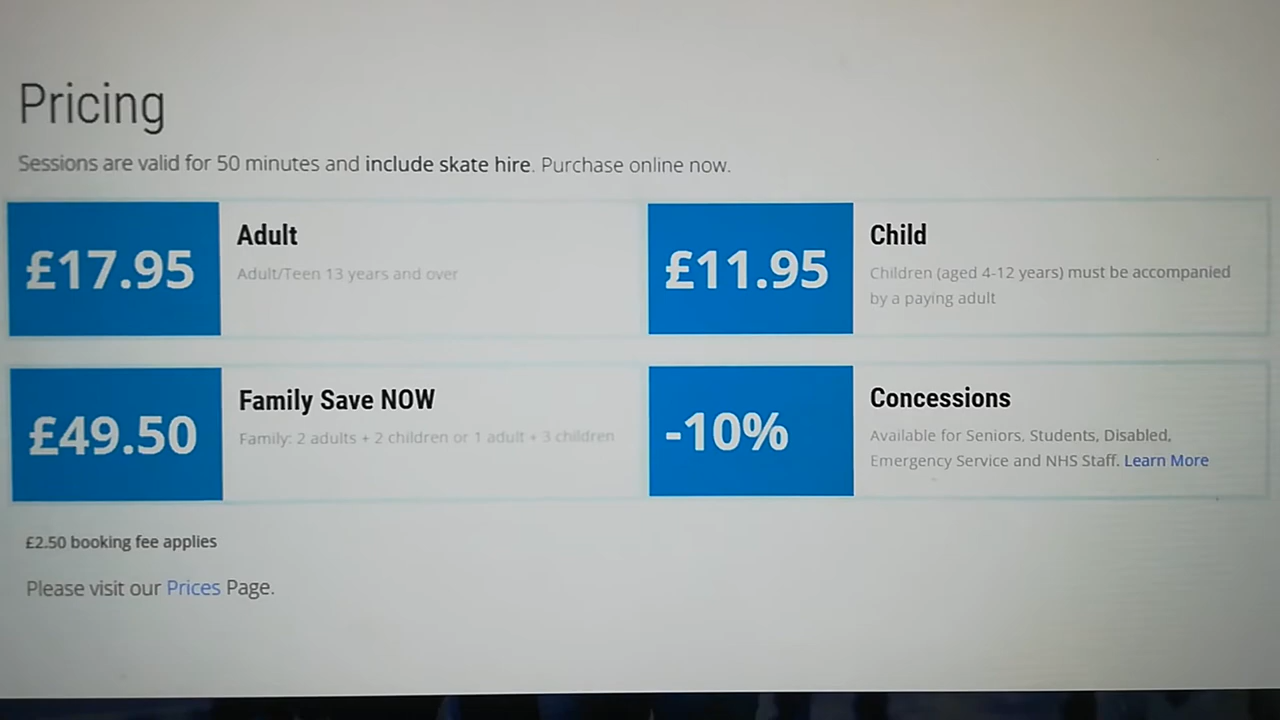 Pricing
Sessions are valid for 50 minutes and include skate hire. Purchase online now.
£17.95
Adult
Adult/Teen 13 years and over
£11.95
Child
Children (aged 4-12 years) must be accompanied
by a paying adult
£49.50
Family Save NOW
Family: 2 adults + 2 children or 1 adult + 3 children
-10%
Concessions
Available for Seniors, Students, Disabled,
Emergency Service and NHS Staff. Learn More
£2.50 booking fee applies
Please visit our Prices Page.